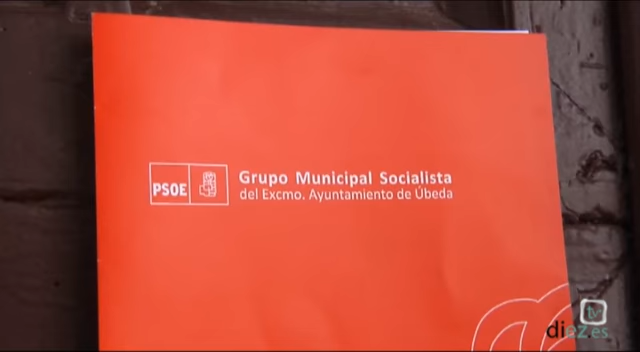 PSOE
Grupo Municipal Socialista
del Excmo. Ayuntamiento de Úbeda
tv
diez.es